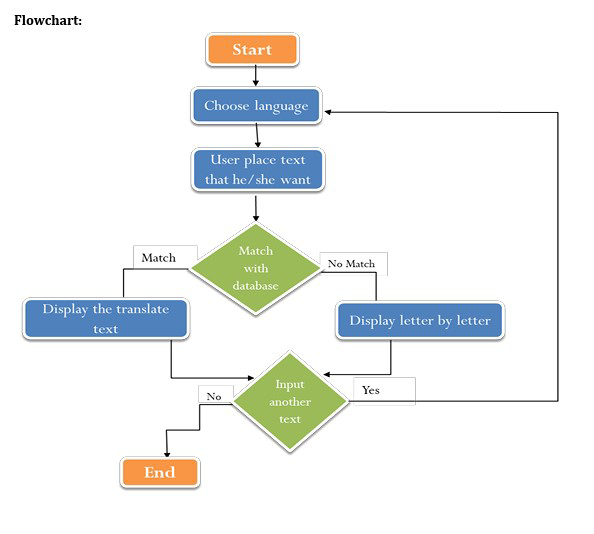 Flowchart:
Start
Choose language
User place text
that he/she want
Match
with
database
Match
No Match
Display the translate
text
Display letter by letter
Input
another
text
No
Yes
End